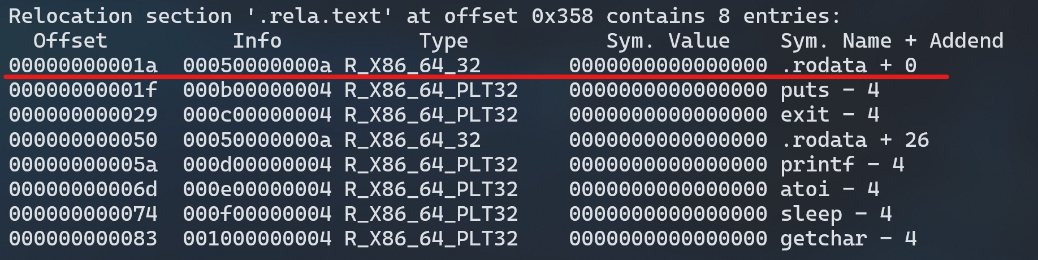 Relocation section '.rela.text' at offset 0x358 contains 8 entries:
  Offset          Info           Type           Sym. Value    Sym. Name + Addend
00000000001a  00050000000a R_X86_64_32       0000000000000000 .rodata + 0
00000000001f  000b00000004 R_X86_64_PLT32    0000000000000000 puts - 4
000000000029  000c00000004 R_X86_64_PLT32    0000000000000000 exit - 4
000000000050  00050000000a R_X86_64_32       0000000000000000 .rodata + 26
00000000005a  000d00000004 R_X86_64_PLT32    0000000000000000 printf - 4
00000000006d  000e00000004 R_X86_64_PLT32    0000000000000000 atoi - 4
000000000074  000f00000004 R_X86_64_PLT32    0000000000000000 sleep - 4
000000000083  001000000004 R_X86_64_PLT32    0000000000000000 getchar - 4